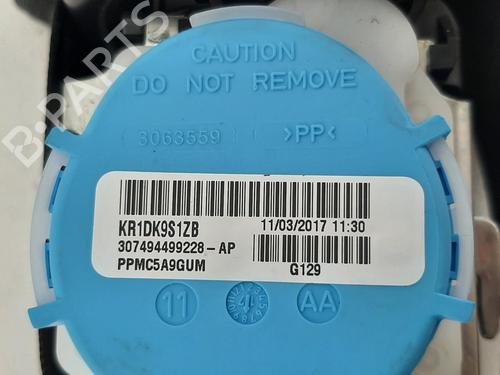 CAUTION
DO NOT REMOVE
3063559 >PP<
KR1DK9S1ZB 11/03/2017 11:30
307494499228-AP
PPMC5A9GUM G129
11 AA
B-PARTS